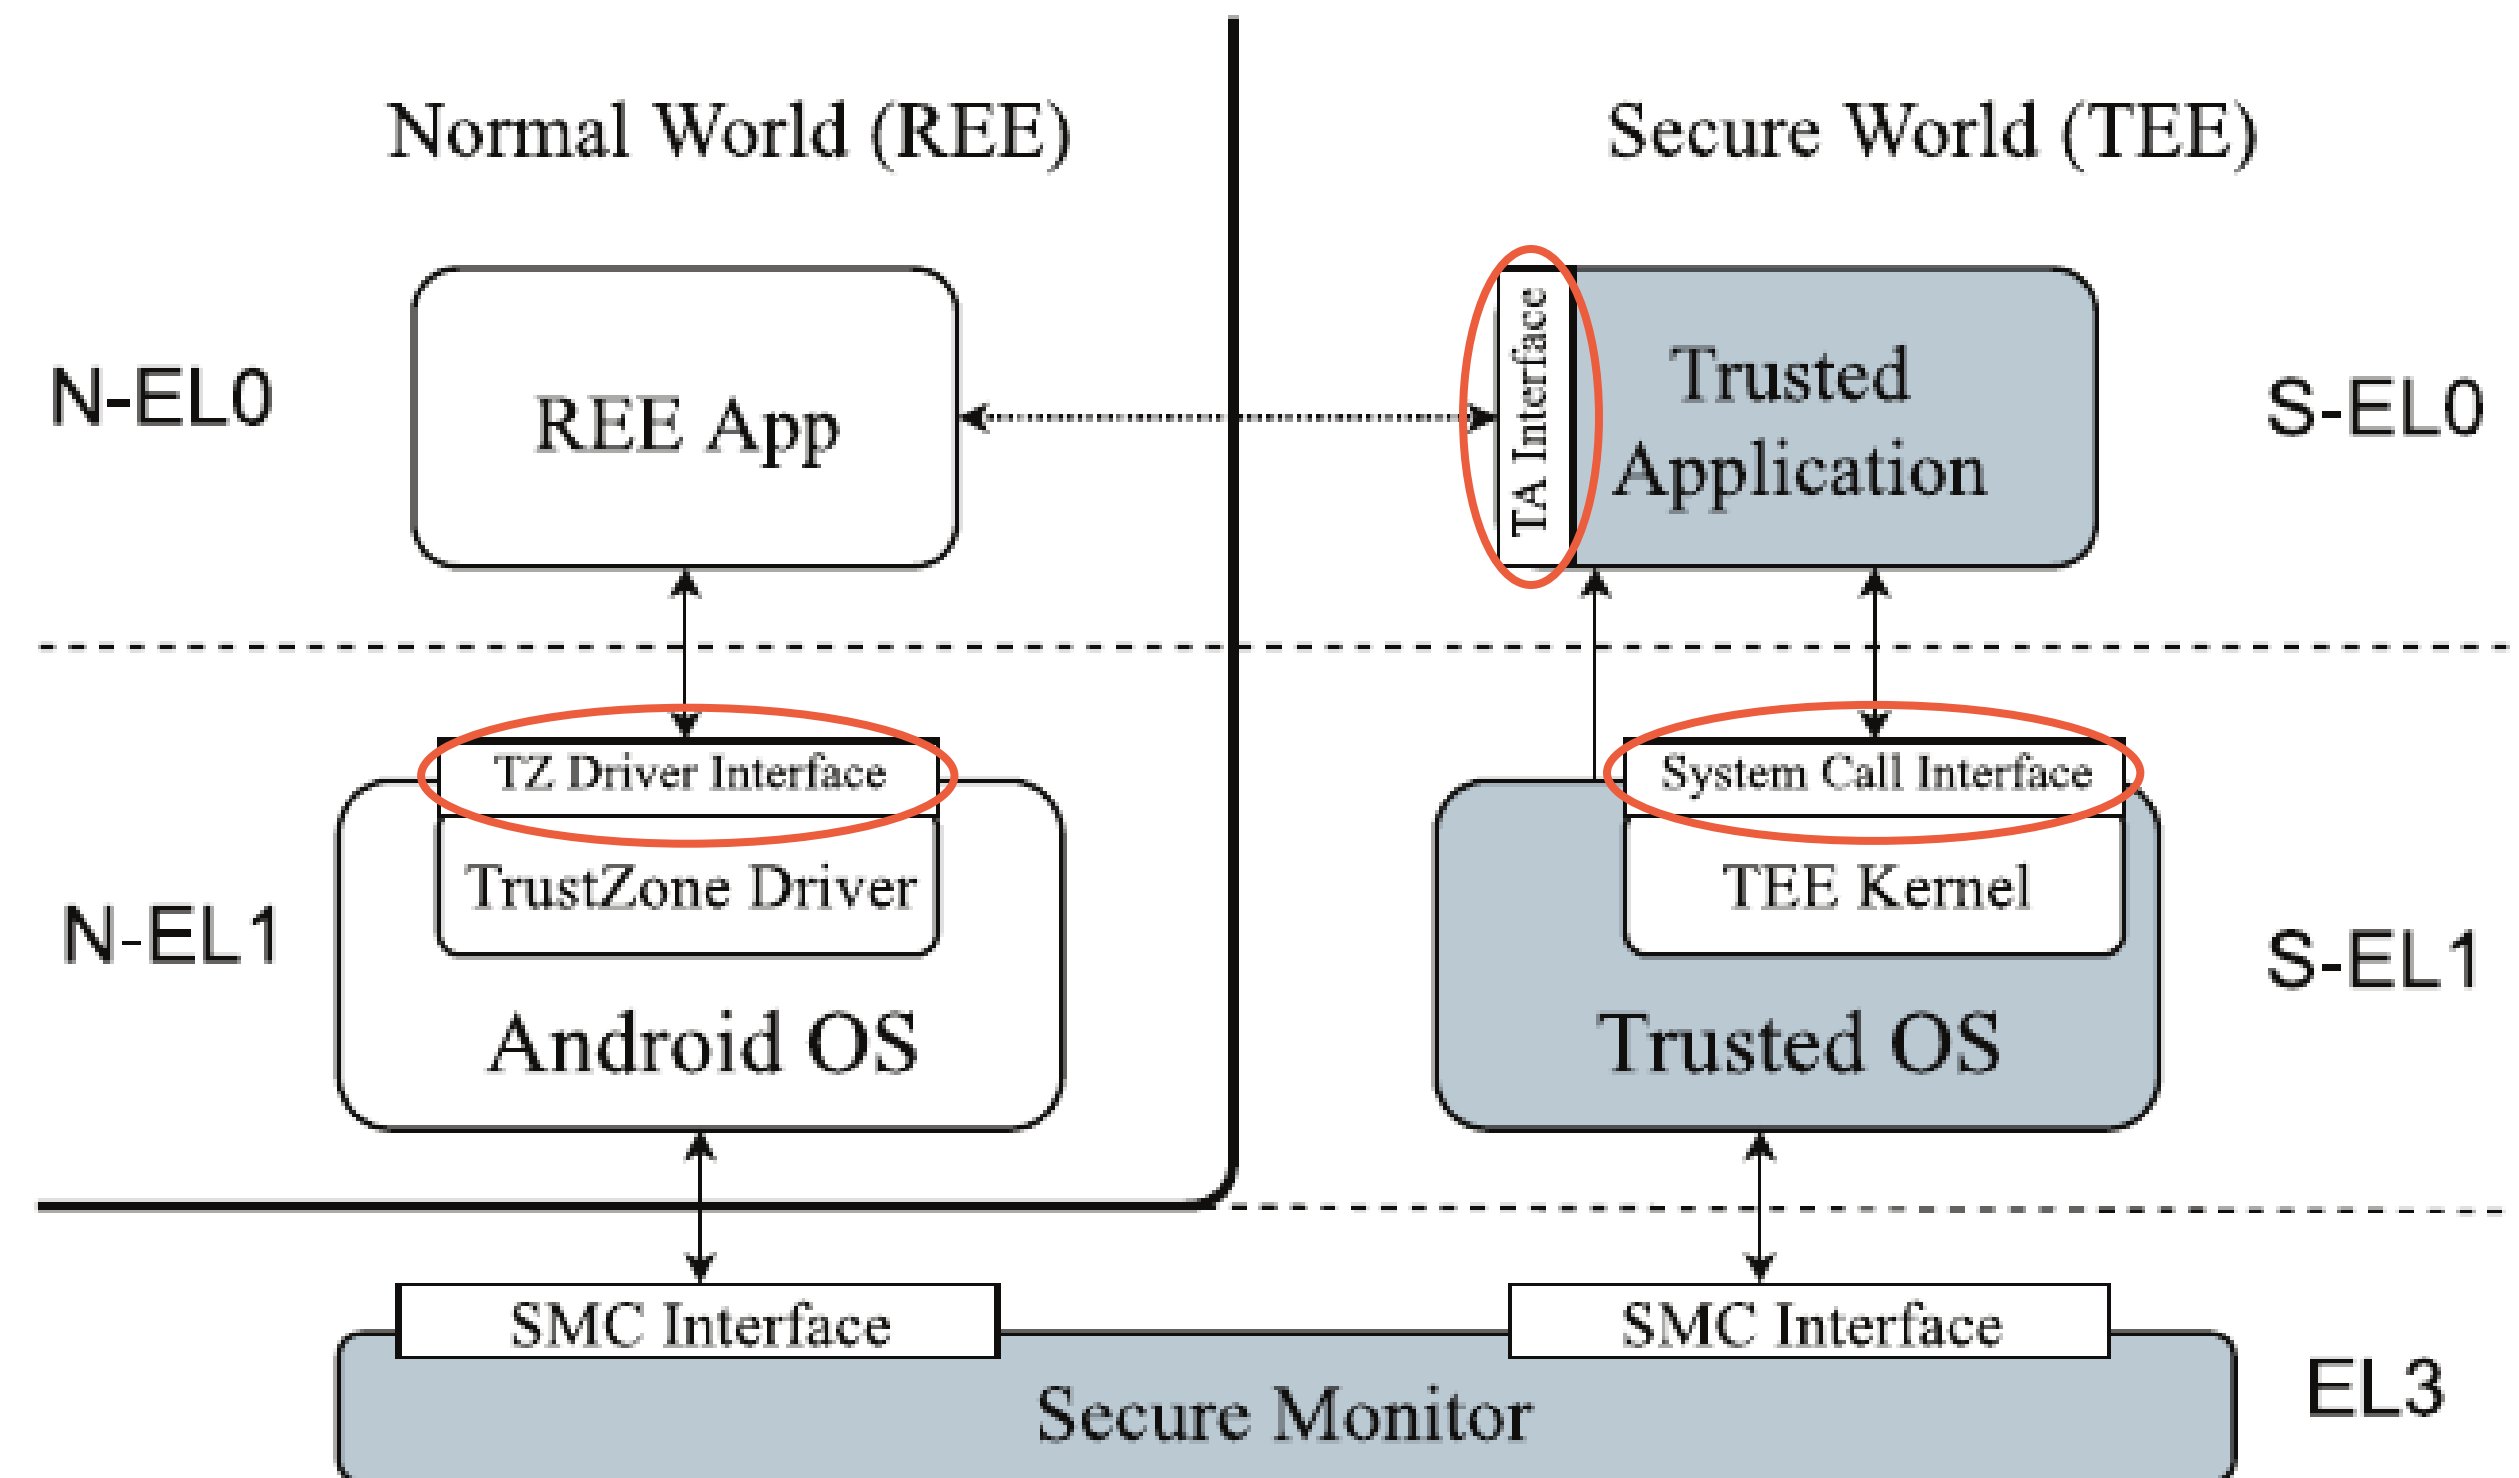 Normal World (REE)
Secure World (TEE)
N-EL0
REE App
TA Interface
Trusted
Application
S-EL0
TZ Driver Interface
System Call Interface
TrustZone Driver
TEE Kernel
N-EL1
S-EL1
Android OS
Trusted OS
SMC Interface
SMC Interface
Secure Monitor
EL3